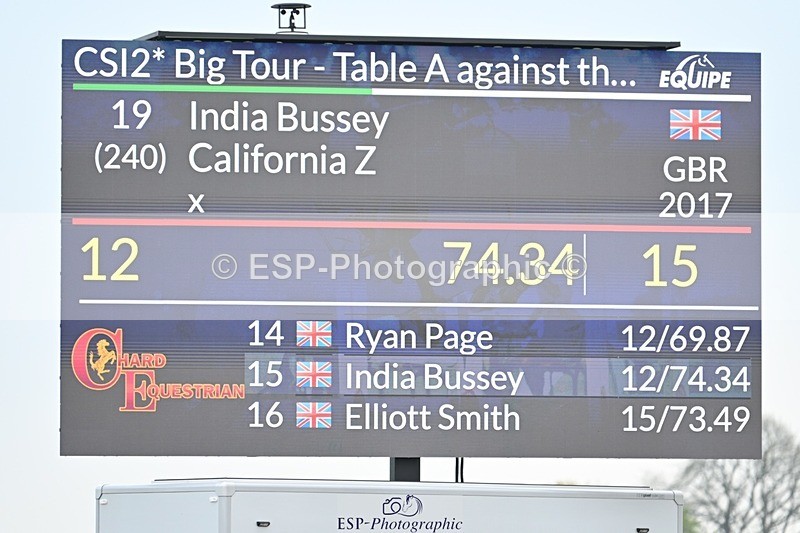 CSI2* Big Tour - Table A against th...
EQUIPE
19 India Bussey
(240) California Z GBR
x 2017
12 74.34 15
© ESP-Photographic ©
14 Ryan Page 12/69.87
CHARD EQUESTRIAN
15 India Bussey 12/74.34
16 Elliott Smith 15/73.49
ESP-Photographic